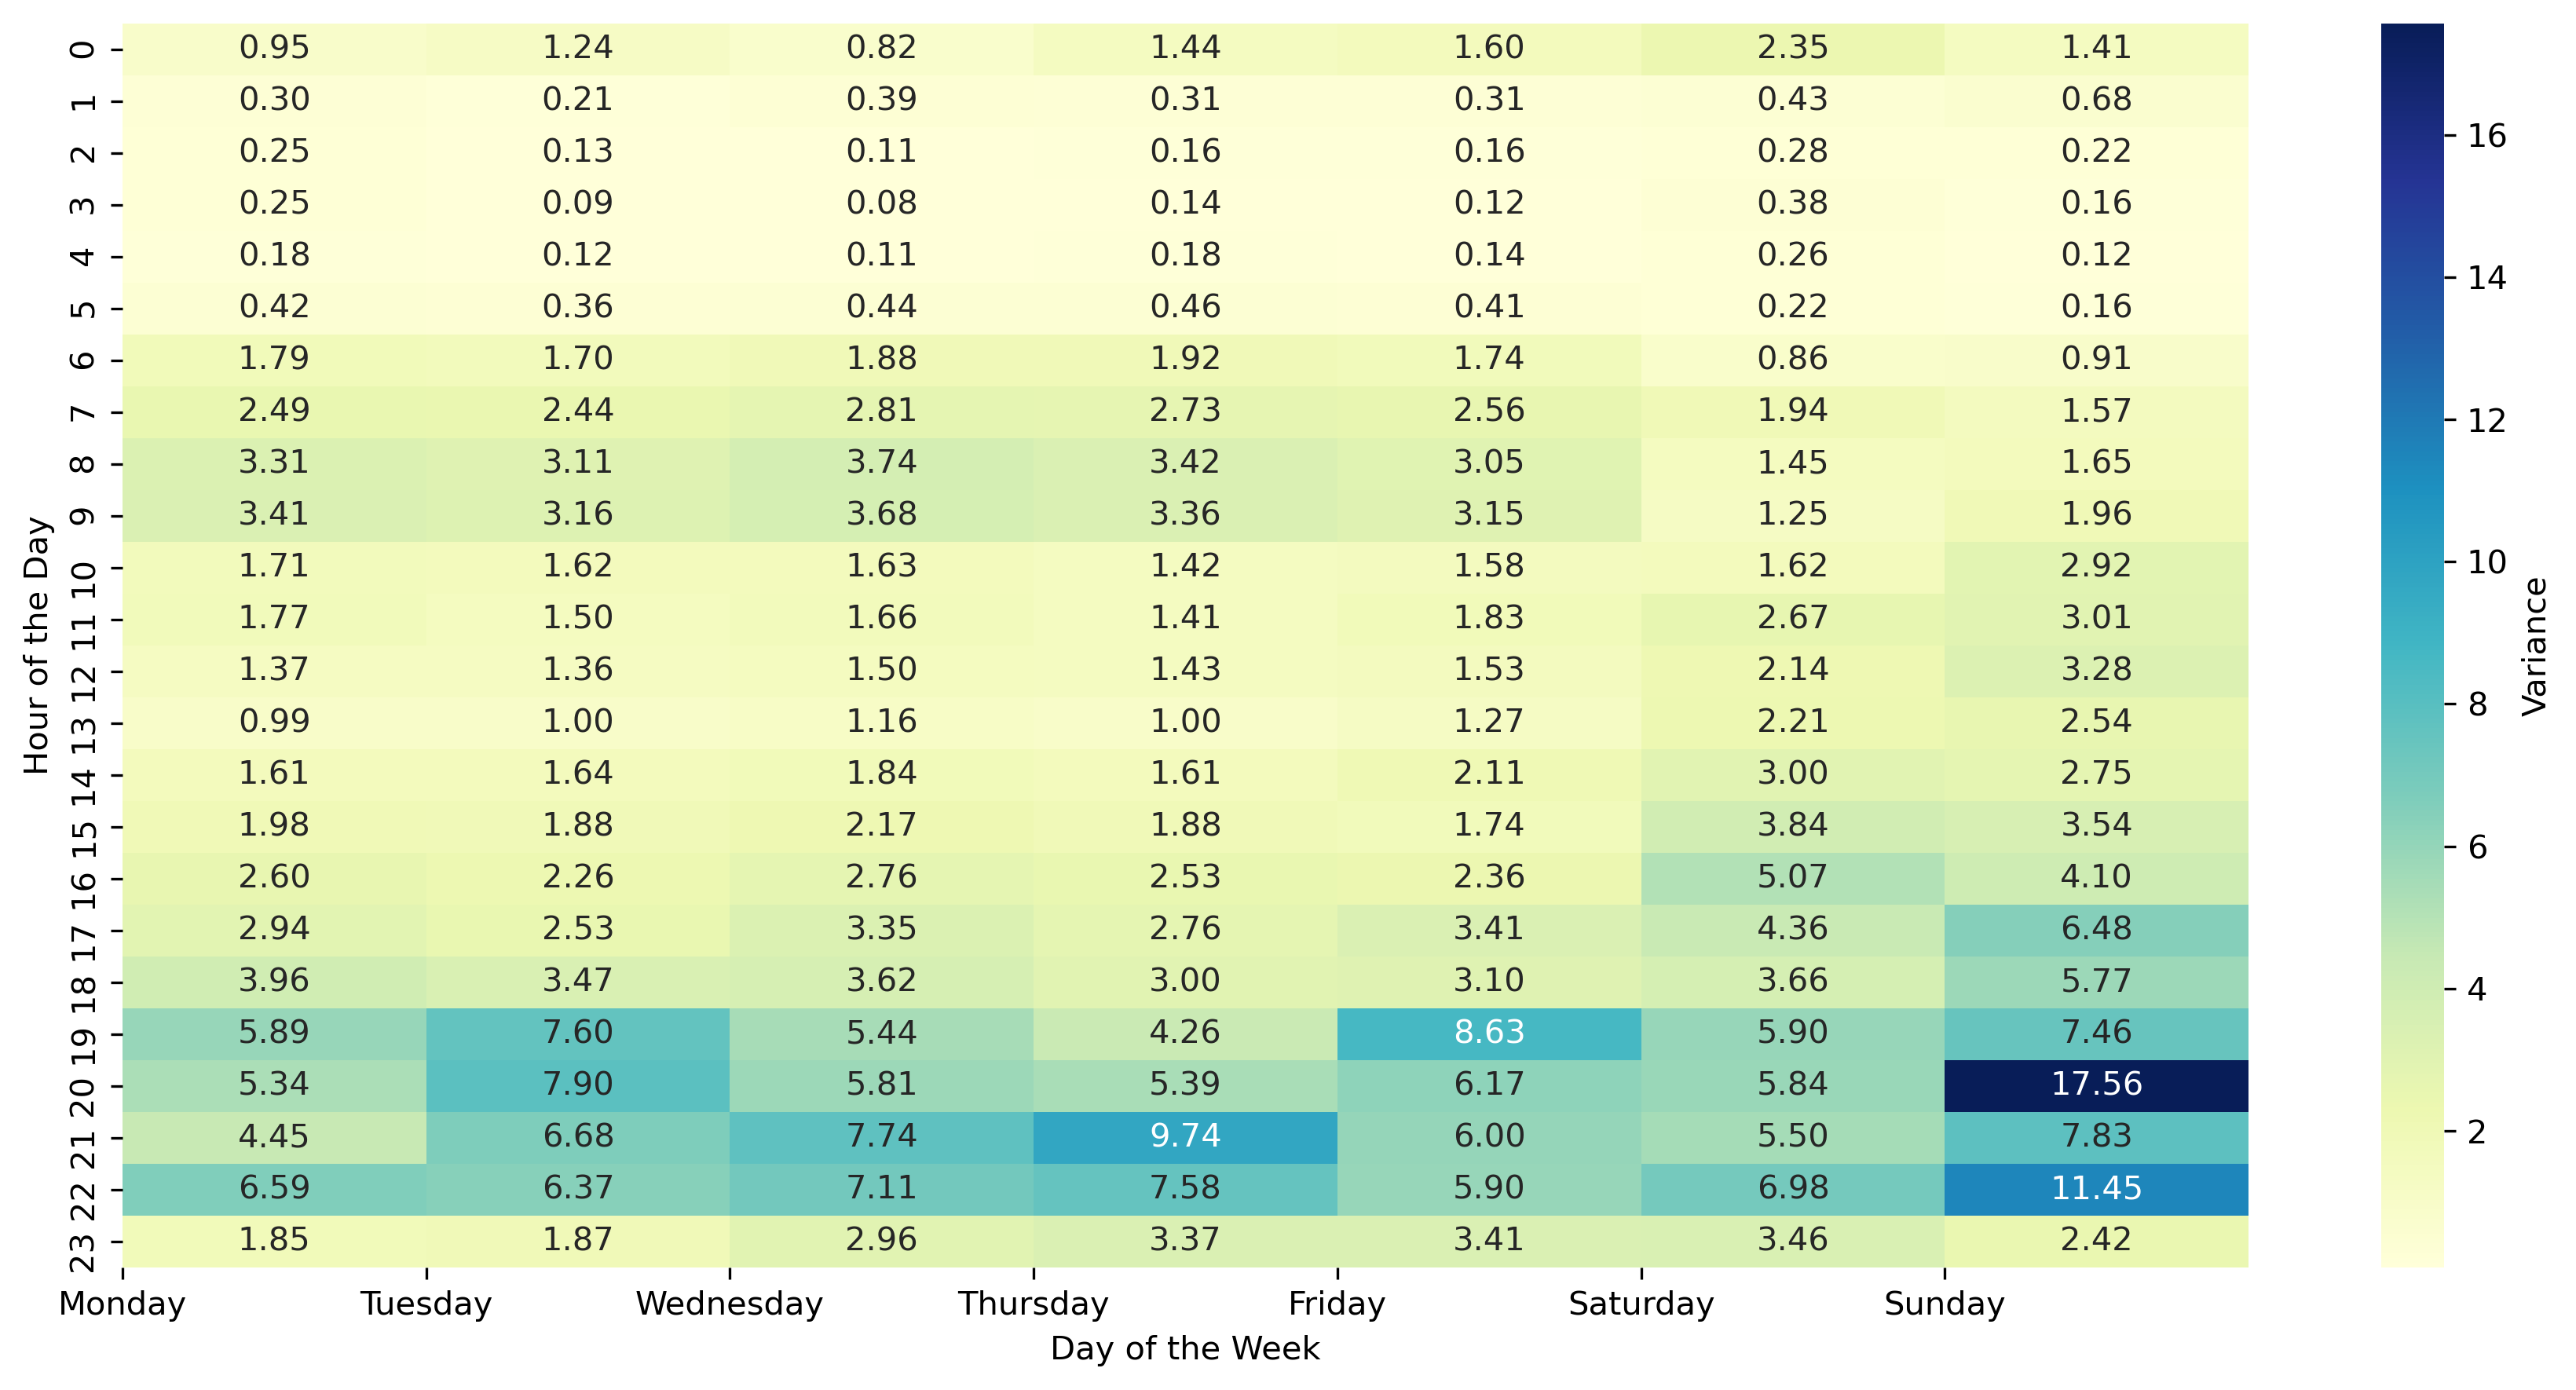 0 0.95 1.24 0.82 1.44 1.60 2.35 1.41
1 0.30 0.21 0.39 0.31 0.31 0.43 0.68
2 0.25 0.13 0.11 0.16 0.16 0.28 0.22
3 0.25 0.09 0.08 0.14 0.12 0.38 0.16
4 0.18 0.12 0.11 0.18 0.14 0.26 0.12
5 0.42 0.36 0.44 0.46 0.41 0.22 0.16
6 1.79 1.70 1.88 1.92 1.74 0.86 0.91
7 2.49 2.44 2.81 2.73 2.56 1.94 1.57
8 3.31 3.11 3.74 3.42 3.05 1.45 1.65
9 3.41 3.16 3.68 3.36 3.15 1.25 1.96
10 1.71 1.62 1.63 1.42 1.58 1.62 2.92
11 1.77 1.50 1.66 1.41 1.83 2.67 3.01
12 1.37 1.36 1.50 1.43 1.53 2.14 3.28
13 0.99 1.00 1.16 1.00 1.27 2.21 2.54
14 1.61 1.64 1.84 1.61 2.11 3.00 2.75
15 1.98 1.88 2.17 1.88 1.74 3.84 3.54
16 2.60 2.26 2.76 2.53 2.36 5.07 4.10
17 2.94 2.53 3.35 2.76 3.41 4.36 6.48
18 3.96 3.47 3.62 3.00 3.10 3.66 5.77
19 5.89 7.60 5.44 4.26 8.63 5.90 7.46
20 5.34 7.90 5.81 5.39 6.17 5.84 17.56
21 4.45 6.68 7.74 9.74 6.00 5.50 7.83
22 6.59 6.37 7.11 7.58 5.90 6.98 11.45
23 1.85 1.87 2.96 3.37 3.41 3.46 2.42
Monday Tuesday Wednesday Thursday Friday Saturday Sunday
Day of the Week
Hour of the Day
16
14
12
10
8
6
4
2
Variance